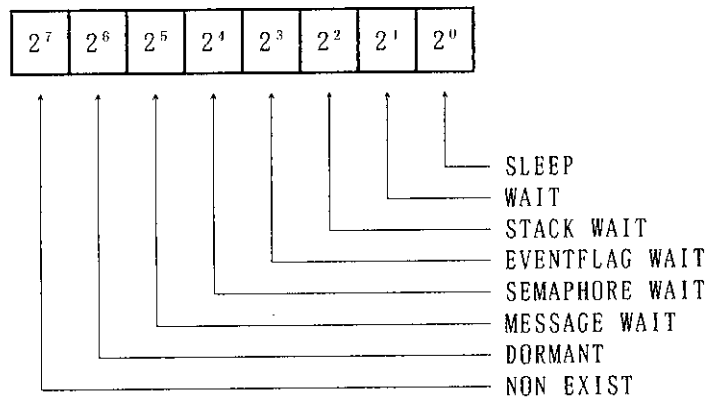 2⁷ 2⁶ 2⁵ 2⁴ 2³ 2² 2¹ 2⁰
SLEEP
WAIT
STACK WAIT
EVENTFLAG WAIT
SEMAPHORE WAIT
MESSAGE WAIT
DORMANT
NON EXIST